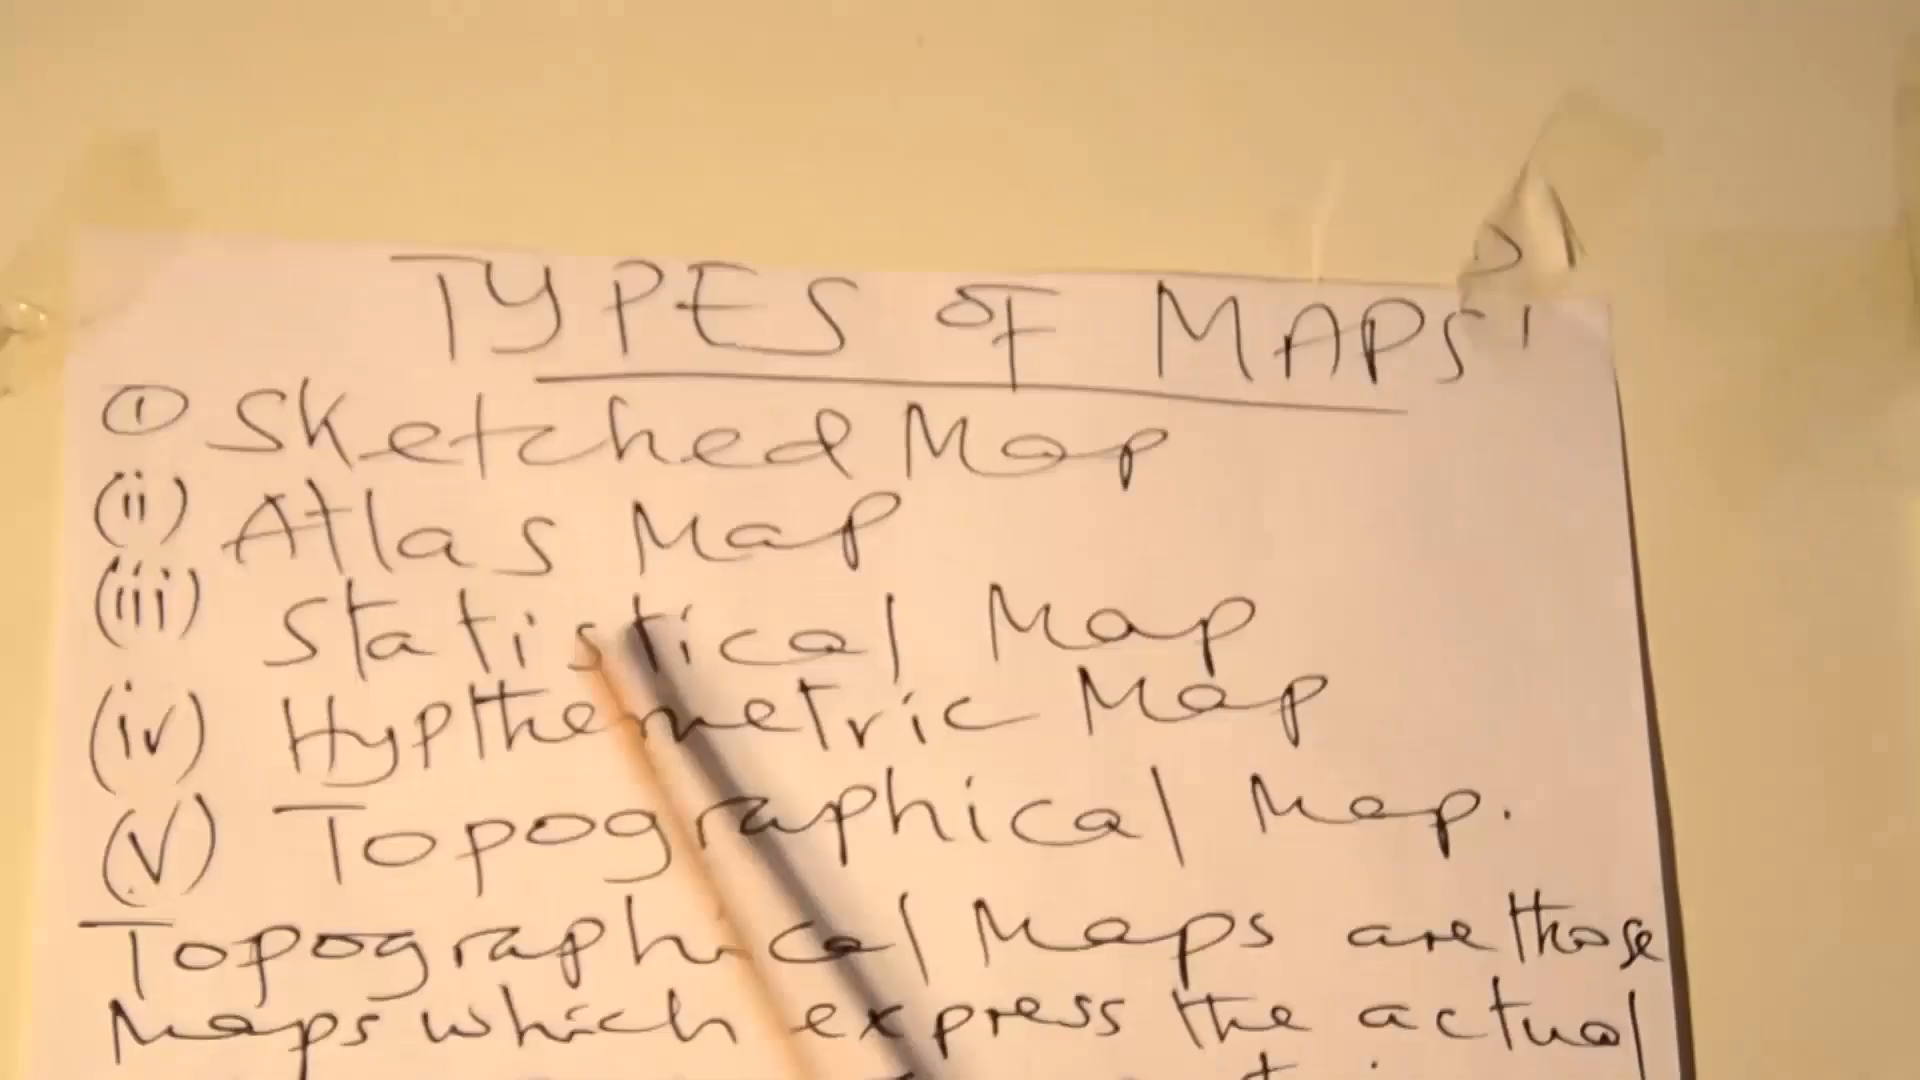 TYPES OF MAPS
(i) Sketched Map
(ii) Atlas Map
(iii) Statistical Map
(iv) Hypthemetric Map
(v) Topographical Map.
Topographical Maps are those
Maps which express the actual